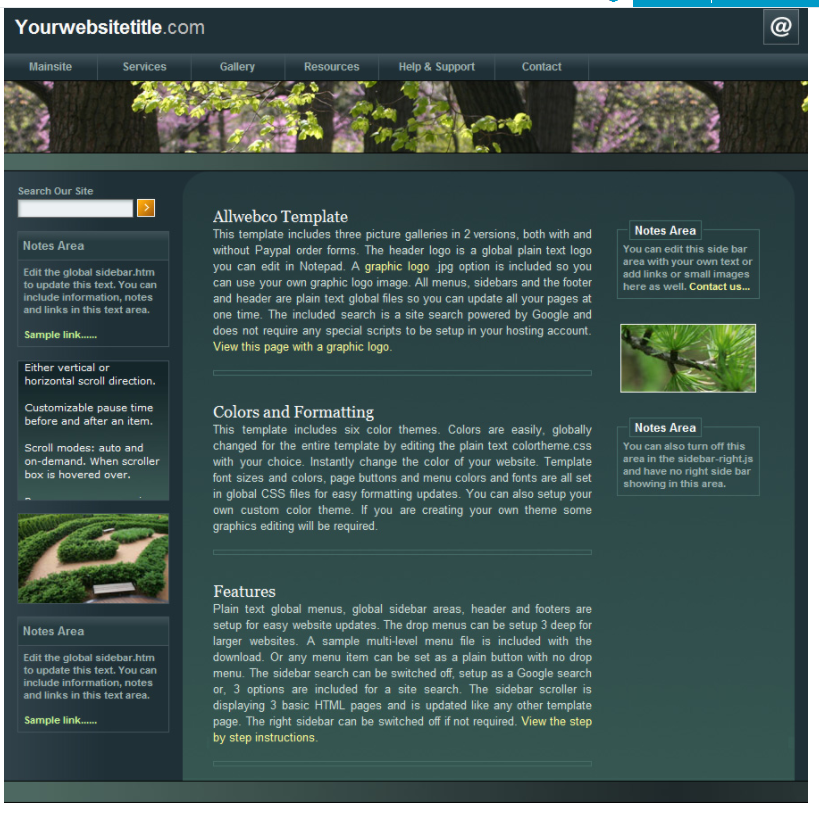 Yourwebsitetitle.com
@
Mainsite
Services
Gallery
Resources
Help & Support
Contact
Search Our Site
Notes Area
Edit the global sidebar.htm
to update this text. You can
include information, notes
and links in this text area.
Sample link......
Either vertical or
horizontal scroll direction.
Customizable pause time
before and after an item.
Scroll modes: auto and
on-demand. When scroller
box is hovered over.
Notes Area
Edit the global sidebar.htm
to update this text. You can
include information, notes
and links in this text area.
Sample link......
Allwebco Template
This template includes three picture galleries in 2 versions, both with and
without Paypal order forms. The header logo is a global plain text logo
you can edit in Notepad. A graphic logo .jpg option is included so you
can use your own graphic logo image. All menus, sidebars and the footer
and header are plain text global files so you can update all your pages at
one time. The included search is a site search powered by Google and
does not require any special scripts to be setup in your hosting account.
View this page with a graphic logo.
Colors and Formatting
This template includes six color themes. Colors are easily, globally
changed for the entire template by editing the plain text colortheme.css
with your choice. Instantly change the color of your website. Template
font sizes and colors, page buttons and menu colors and fonts are all set
in global CSS files for easy formatting updates. You can also setup your
own custom color theme. If you are creating your own theme some
graphics editing will be required.
Features
Plain text global menus, global sidebar areas, header and footers are
setup for easy website updates. The drop menus can be setup 3 deep for
larger websites. A sample multi-level menu file is included with the
download. Or any menu item can be set as a plain button with no drop
menu. The sidebar search can be switched off, setup as a Google search
or, 3 options are included for a site search. The sidebar scroller is
displaying 3 basic HTML pages and is updated like any other template
page. The right sidebar can be switched off if not required. View the step
by step instructions.
Notes Area
You can edit this side bar
area with your own text or
add links or small images
here as well. Contact us...
Notes Area
You can also turn off this
area in the sidebar-right.js
and have no right side bar
showing in this area.